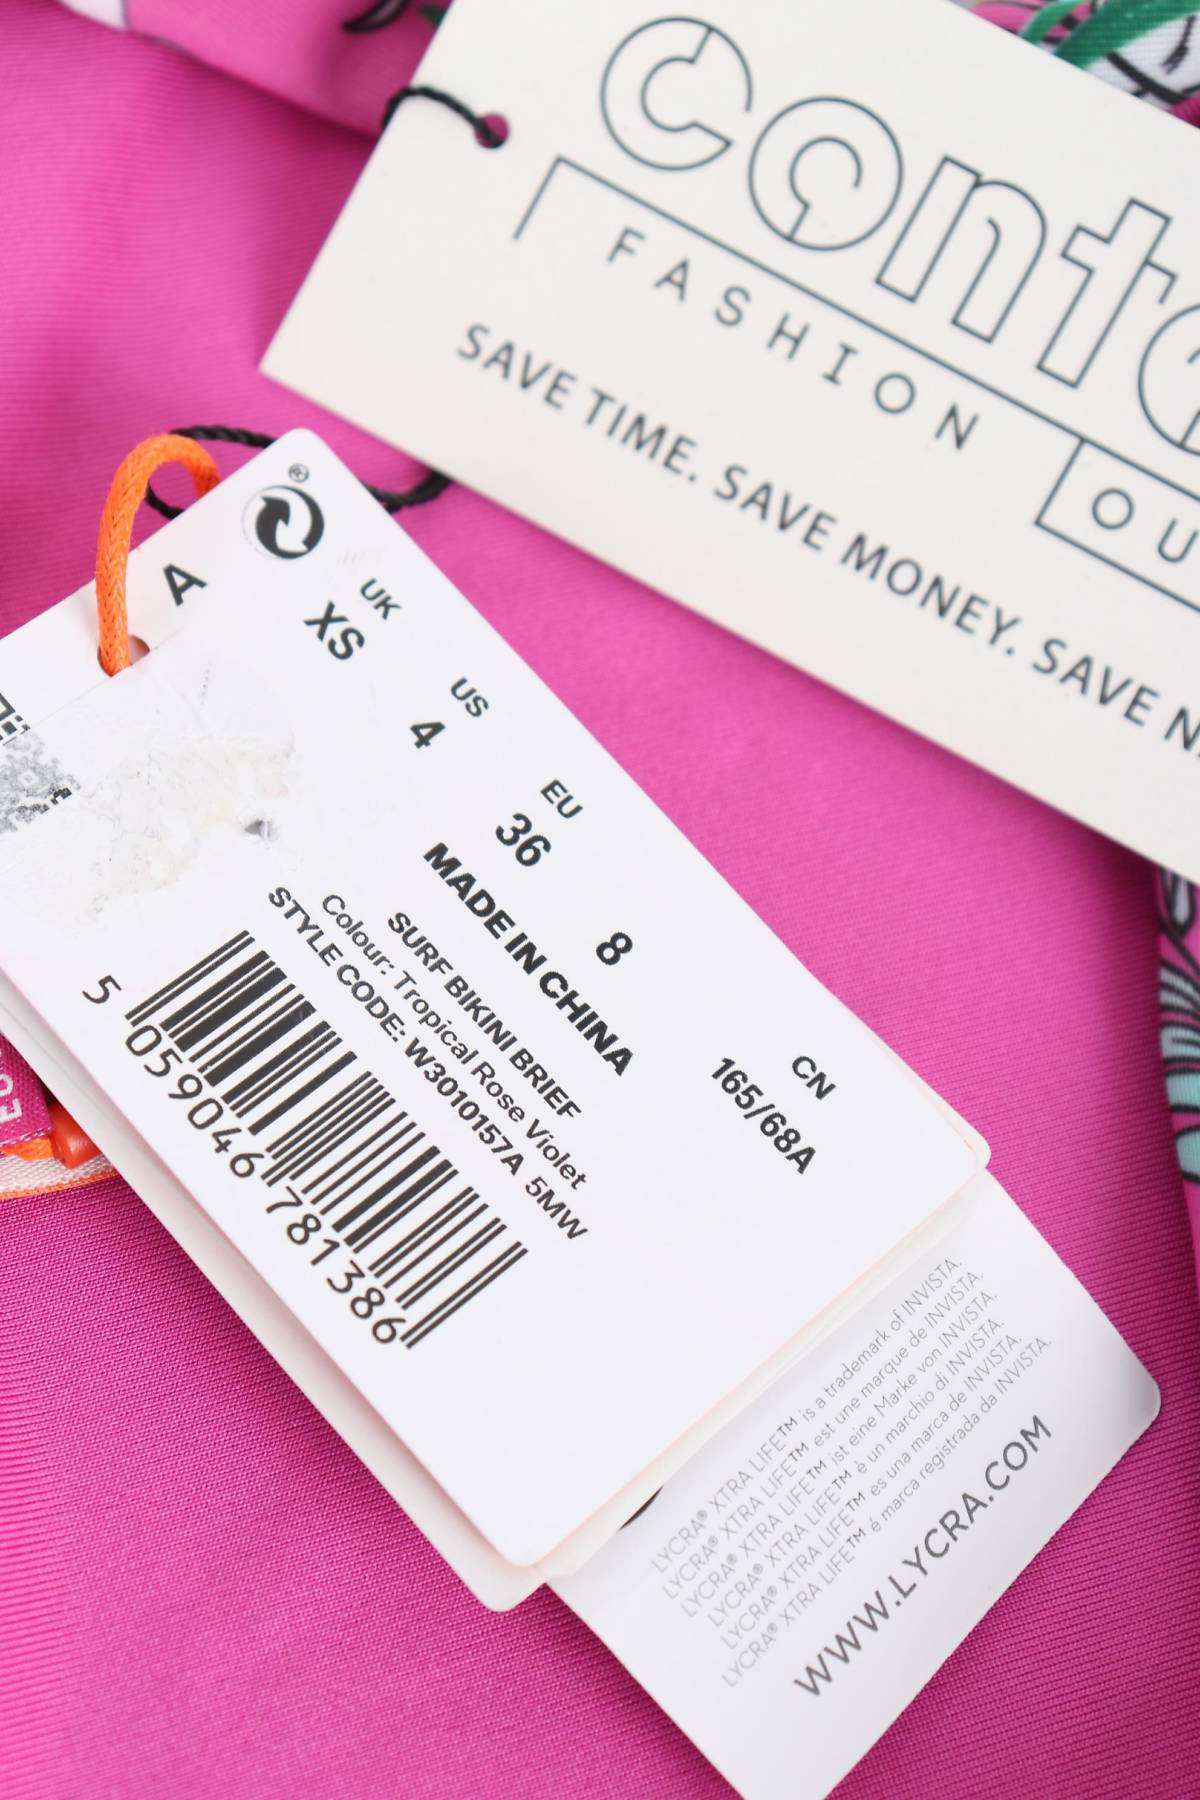 conto
FASHION
OU
SAVE TIME. SAVE MONEY. SAVE N
®
A
UK
XS
US
4
EU
36
8
CN
165/68A
MADE IN CHINA
SURF BIKINI BRIEF
Colour: Tropical Rose Violet
STYLE CODE: W3010157A 5MW
5 059046 781386
LYCRA® XTRA LIFE™ is a trademark of INVISTA.
LYCRA® XTRA LIFE™ est une marque de INVISTA.
LYCRA® XTRA LIFE™ ist eine Marke von INVISTA.
LYCRA® XTRA LIFE™ è un marchio di INVISTA.
LYCRA® XTRA LIFE™ es una marca de INVISTA.
LYCRA® XTRA LIFE™ é marca registrada da INVISTA.
WWW.LYCRA.COM